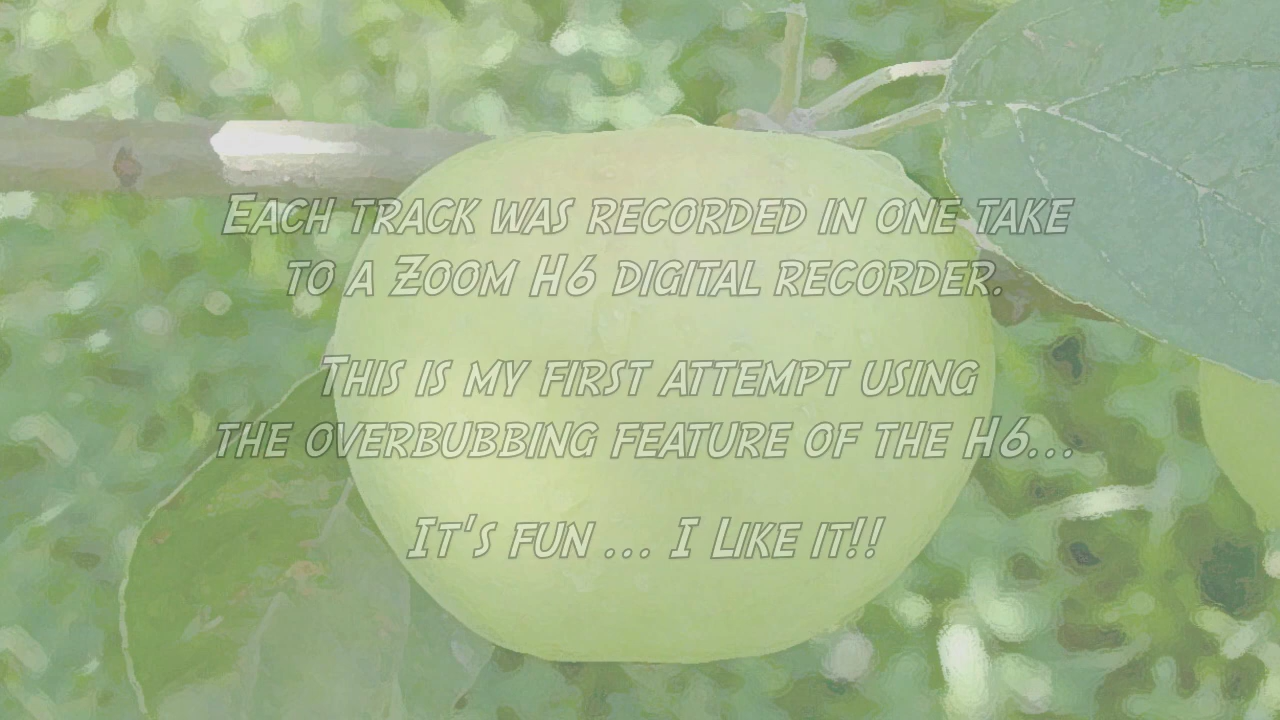 Each track was recorded in one take
to a Zoom H6 digital recorder.
This is my first attempt using
the overbubbing feature of the H6...
It's fun ... I Like it!!